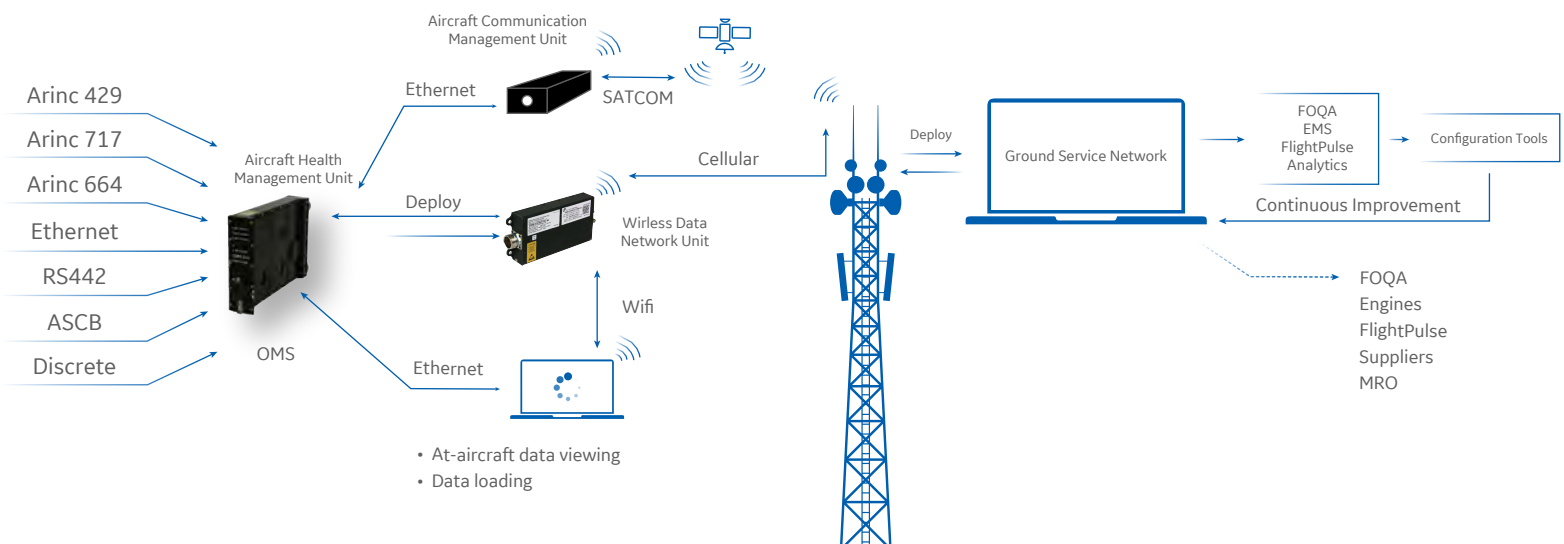 Arinc 429
Arinc 717
Arinc 664
Ethernet
RS442
ASCB
Discrete
Aircraft Health
Management Unit
OMS
Ethernet
Aircraft Communication
Management Unit
SATCOM
Deploy
Wirless Data
Network Unit
Cellular
Wifi
Ethernet
• At-aircraft data viewing
• Data loading
Deploy
Ground Service Network
FOQA
EMS
FlightPulse
Analytics
Configuration Tools
Continuous Improvement
FOQA
Engines
FlightPulse
Suppliers
MRO